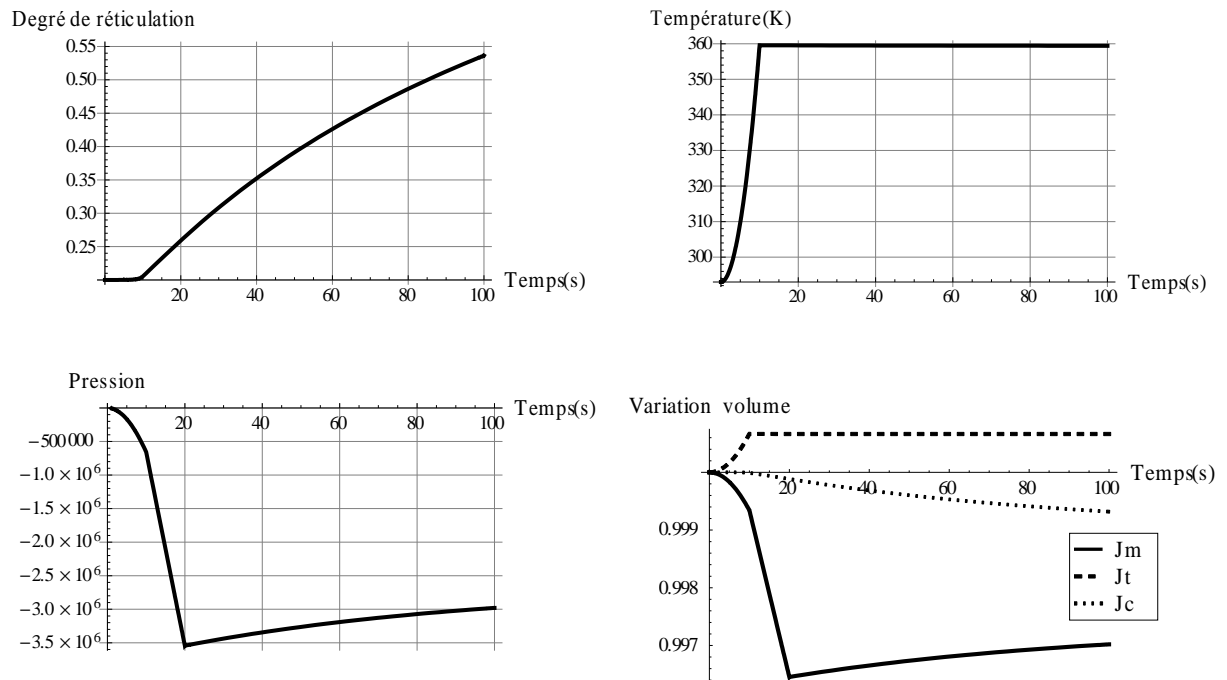 Degré de réticulation
0.55
0.50
0.45
0.40
0.35
0.30
0.25
20 40 60 80 100
Temps(s)
Température(K)
360
350
340
330
320
310
300
20 40 60 80 100
Temps(s)
Pression
20 40 60 80 100
Temps(s)
−500000
−1.0 × 10⁶
−1.5 × 10⁶
−2.0 × 10⁶
−2.5 × 10⁶
−3.0 × 10⁶
−3.5 × 10⁶
Variation volume
20 40 60 80 100
Temps(s)
0.999
0.998
0.997
Jm
Jt
Jc